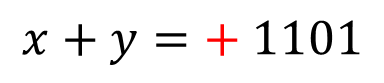 x + y = + 1101